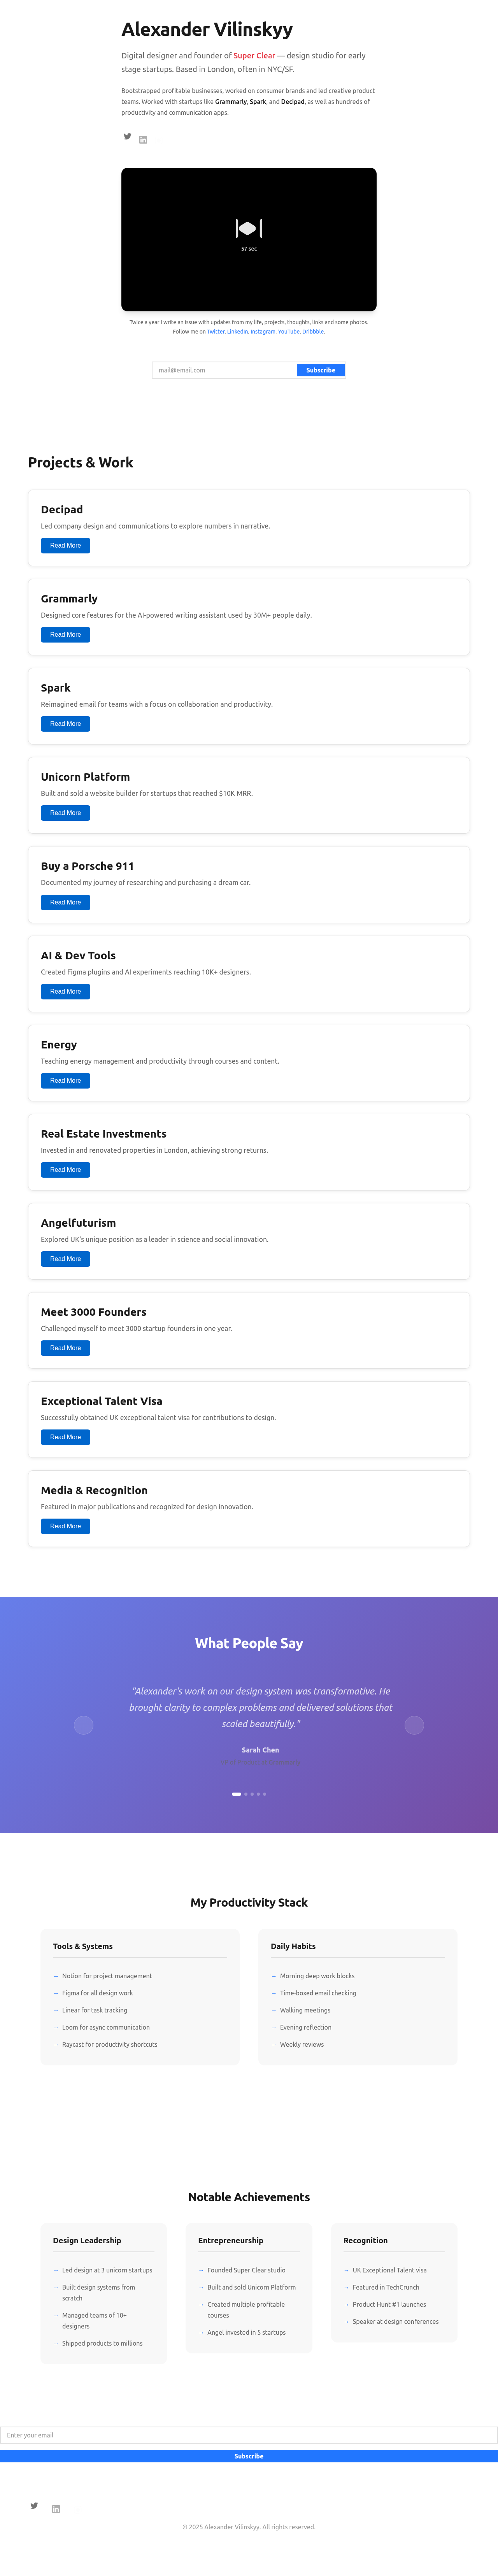 Alexander Vilinskyy
Digital designer and founder of Super Clear — design studio for early
stage startups. Based in London, often in NYC/SF.
Bootstrapped profitable businesses, worked on consumer brands and led creative product
teams. Worked with startups like Grammarly, Spark, and Decipad, as well as hundreds of
productivity and communication apps.
57 sec
Twice a year I write an issue with updates from my life, projects, thoughts, links and some photos.
Follow me on Twitter, LinkedIn, Instagram, YouTube, Dribbble.
mail@email.com
Subscribe
Projects & Work
Decipad
Led company design and communications to explore numbers in narrative.
Read More
Grammarly
Designed core features for the AI-powered writing assistant used by 30M+ people daily.
Read More
Spark
Reimagined email for teams with a focus on collaboration and productivity.
Read More
Unicorn Platform
Built and sold a website builder for startups that reached $10K MRR.
Read More
Buy a Porsche 911
Documented my journey of researching and purchasing a dream car.
Read More
AI & Dev Tools
Created Figma plugins and AI experiments reaching 10K+ designers.
Read More
Energy
Teaching energy management and productivity through courses and content.
Read More
Real Estate Investments
Invested in and renovated properties in London, achieving strong returns.
Read More
Angelfuturism
Explored UK's unique position as a leader in science and social innovation.
Read More
Meet 3000 Founders
Challenged myself to meet 3000 startup founders in one year.
Read More
Exceptional Talent Visa
Successfully obtained UK exceptional talent visa for contributions to design.
Read More
Media & Recognition
Featured in major publications and recognized for design innovation.
Read More
What People Say
"Alexander's work on our design system was transformative. He
brought clarity to complex problems and delivered solutions that
scaled beautifully."
Sarah Chen
My Productivity Stack
Tools & Systems
→ Notion for project management
→ Figma for all design work
→ Linear for task tracking
→ Loom for async communication
→ Raycast for productivity shortcuts
Daily Habits
→ Morning deep work blocks
→ Time-boxed email checking
→ Walking meetings
→ Evening reflection
→ Weekly reviews
Notable Achievements
Design Leadership
→ Led design at 3 unicorn startups
→ Built design systems from
scratch
→ Managed teams of 10+
designers
→ Shipped products to millions
Entrepreneurship
→ Founded Super Clear studio
→ Built and sold Unicorn Platform
→ Created multiple profitable
courses
→ Angel invested in 5 startups
Recognition
→ UK Exceptional Talent visa
→ Featured in TechCrunch
→ Product Hunt #1 launches
→ Speaker at design conferences
Enter your email
Subscribe
© 2025 Alexander Vilinskyy. All rights reserved.